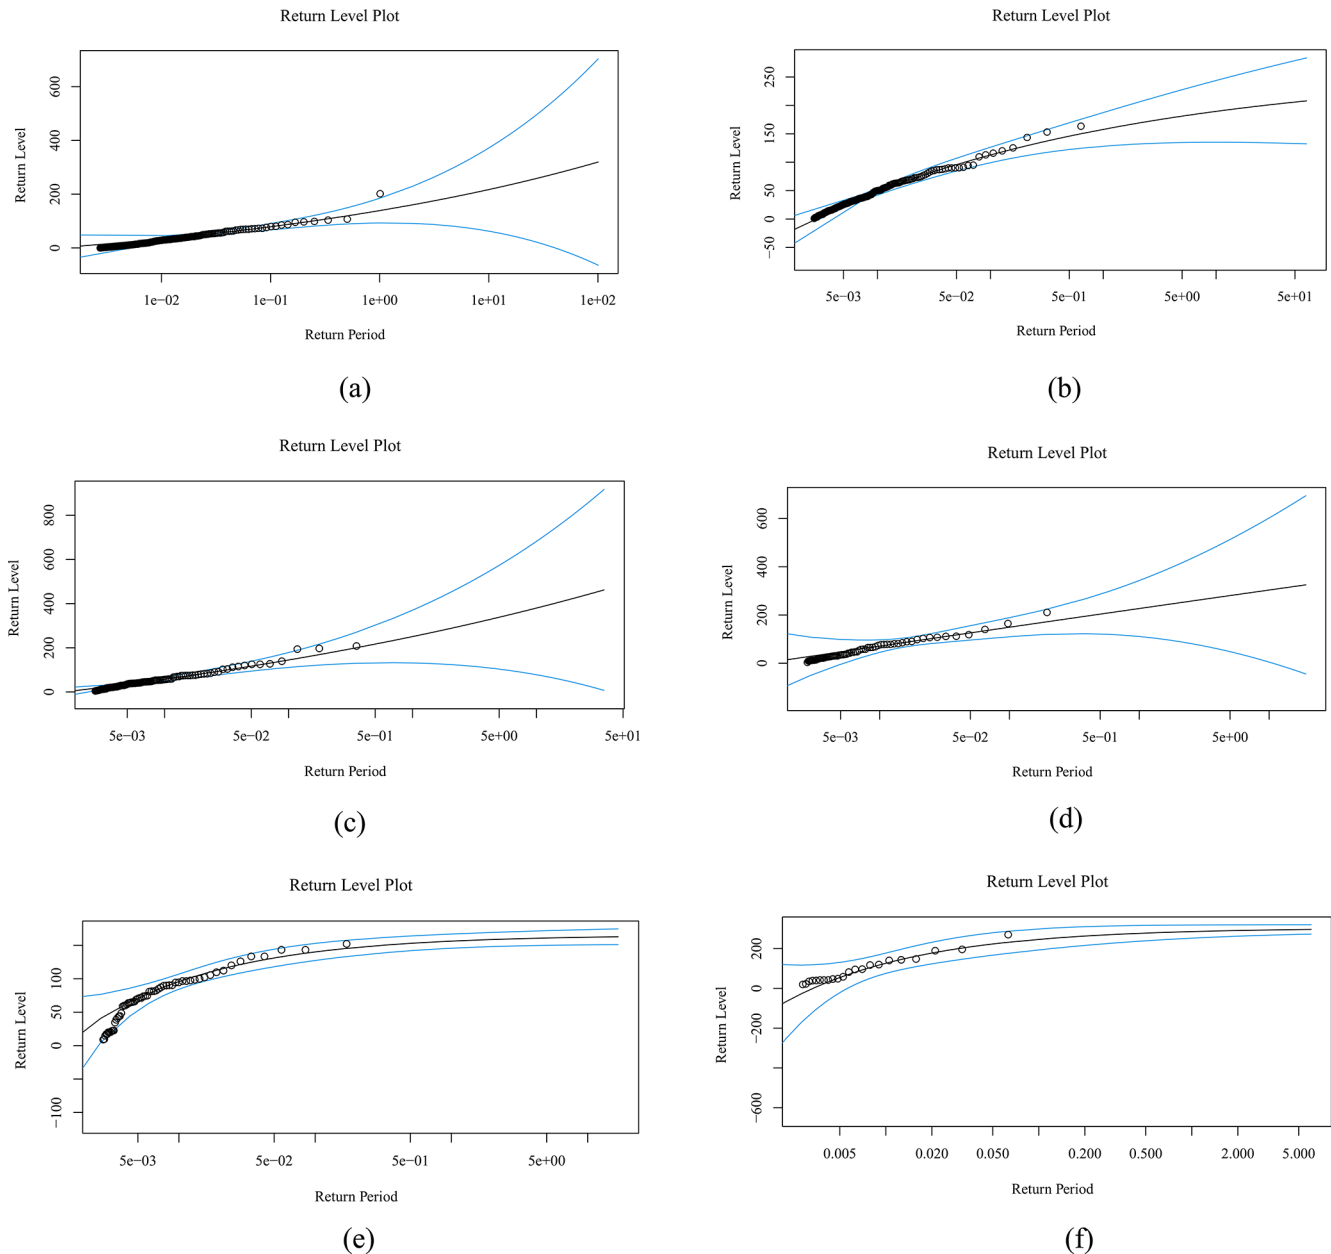 Return Level Plot
Return Level
600
400
200
0
1e−02 1e−01 1e+00 1e+01 1e+02
Return Period
(a)
Return Level Plot
Return Level
250
150
50
0
−50
5e−03 5e−02 5e−01 5e+00 5e+01
Return Period
(b)
Return Level Plot
Return Level
800
600
400
200
0
5e−03 5e−02 5e−01 5e+00 5e+01
Return Period
(c)
Return Level Plot
Return Level
600
400
200
0
5e−03 5e−02 5e−01 5e+00
Return Period
(d)
Return Level Plot
Return Level
100
50
0
−100
5e−03 5e−02 5e−01 5e+00
Return Period
(e)
Return Level Plot
Return Level
200
0
−200
−600
0.005 0.020 0.050 0.200 0.500 2.000 5.000
Return Period
(f)